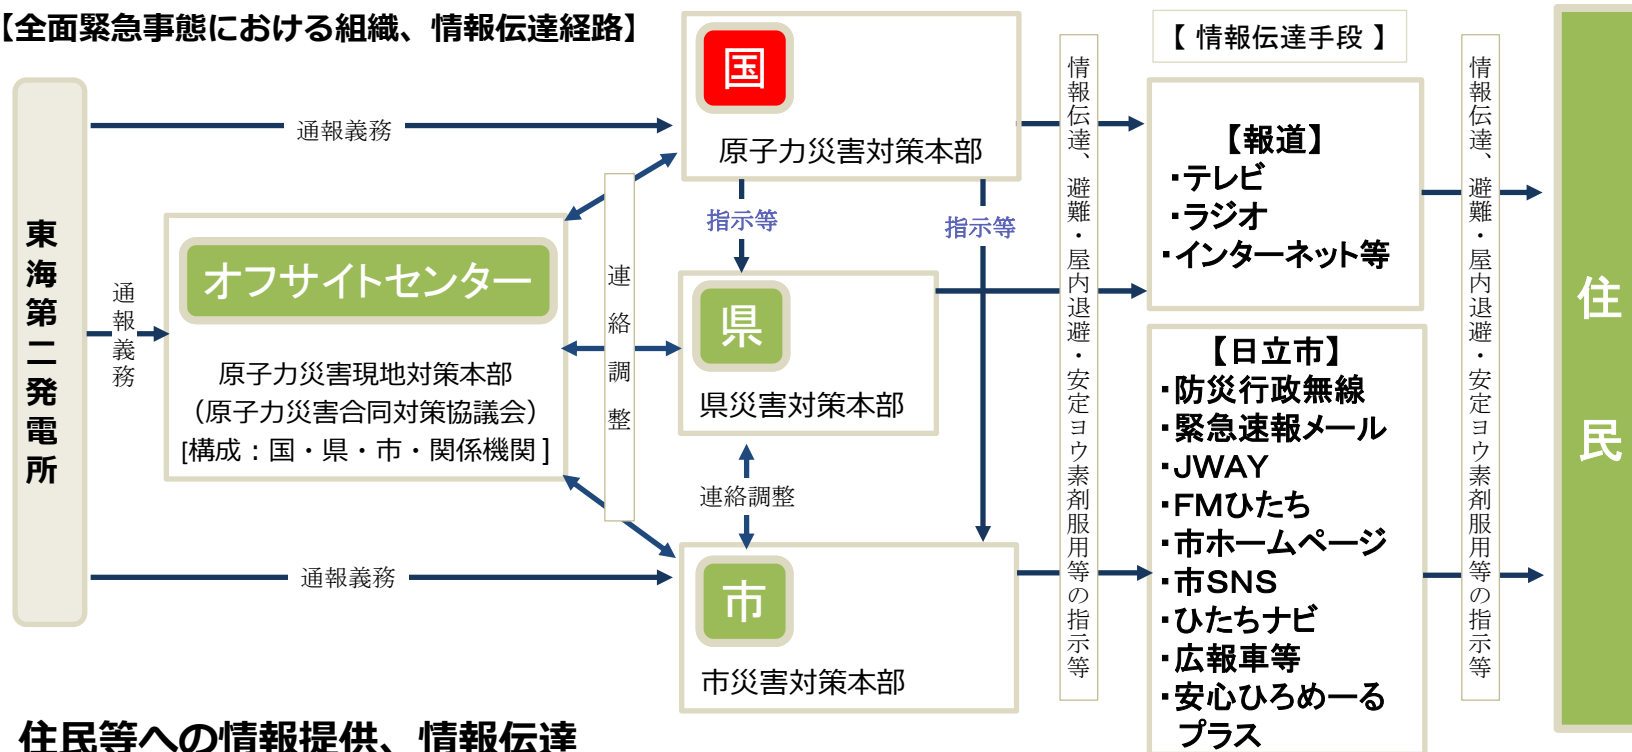 【全面緊急事態における組織、情報伝達経路】
東海第二発電所
通報義務
通報義務
通報義務
オフサイトセンター
原子力災害現地対策本部
（原子力災害合同対策協議会）
[構成：国・県・市・関係機関]
連絡調整
国
原子力災害対策本部
指示等
指示等
県
県災害対策本部
連絡調整
市
市災害対策本部
情報伝達、避難・屋内退避・安定ヨウ素剤服用等の指示等
【 情報伝達手段 】
【報道】
・テレビ
・ラジオ
・インターネット等
【日立市】
・防災行政無線
・緊急速報メール
・JWAY
・FMひたち
・市ホームページ
・市SNS
・ひたちナビ
・広報車等
・安心ひろめーる
プラス
情報伝達、避難・屋内退避・安定ヨウ素剤服用等の指示等
住民
住民等への情報提供、情報伝達